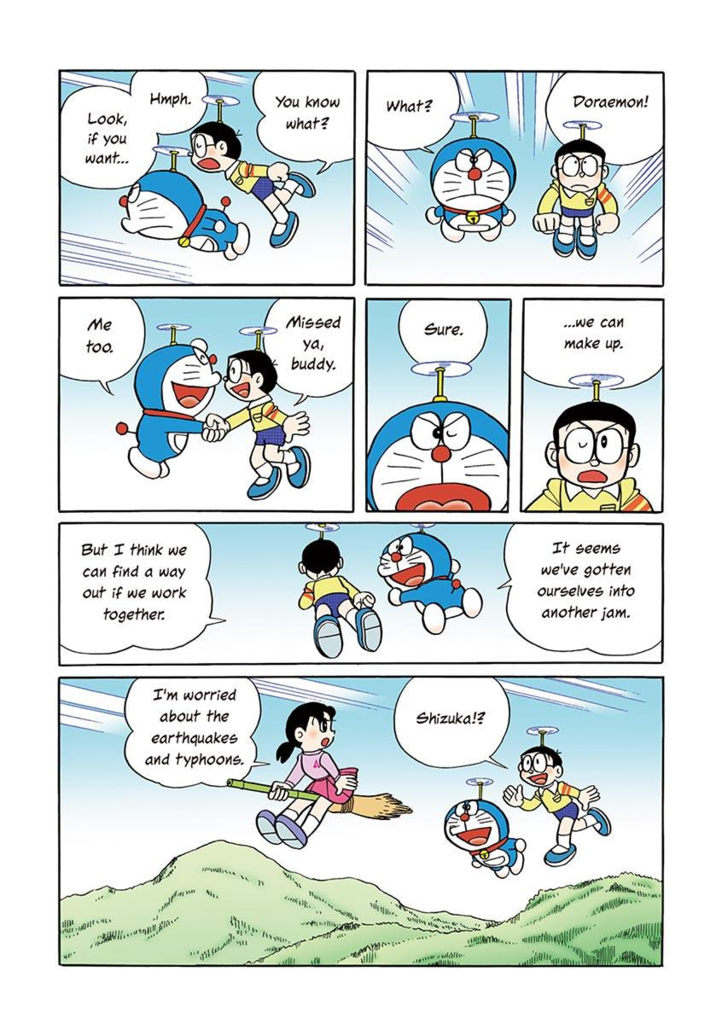 Doraemon!
What?
You know
what?
Hmph.
Look,
if you
want...
...we can
make up.
Sure.
Missed
ya,
buddy.
Me
too.
It seems
we've gotten
ourselves into
another jam.
But I think we
can find a way
out if we work
together.
Shizuka!?
I'm worried
about the
earthquakes
and typhoons.